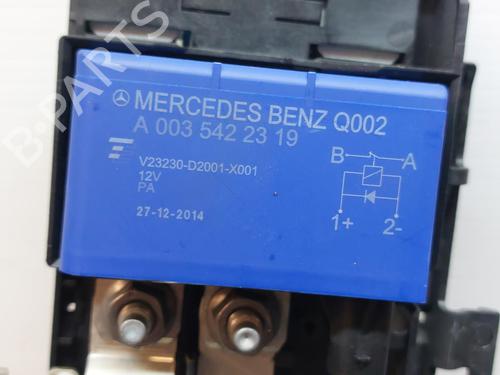 B-PARTS
MERCEDES BENZ Q002
A 003 542 23 19
V23230-D2001-X001
12V
PA
27-12-2014
B A
1+ 2-